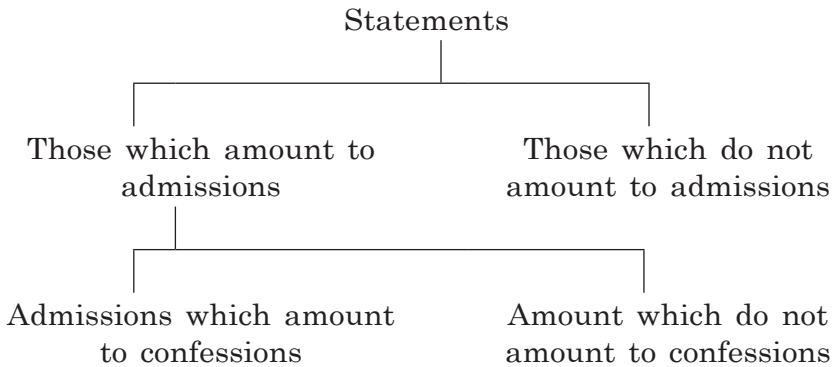 Statements
Those which amount to
admissions
Those which do not
amount to admissions
Admissions which amount
to confessions
Amount which do not
amount to confessions